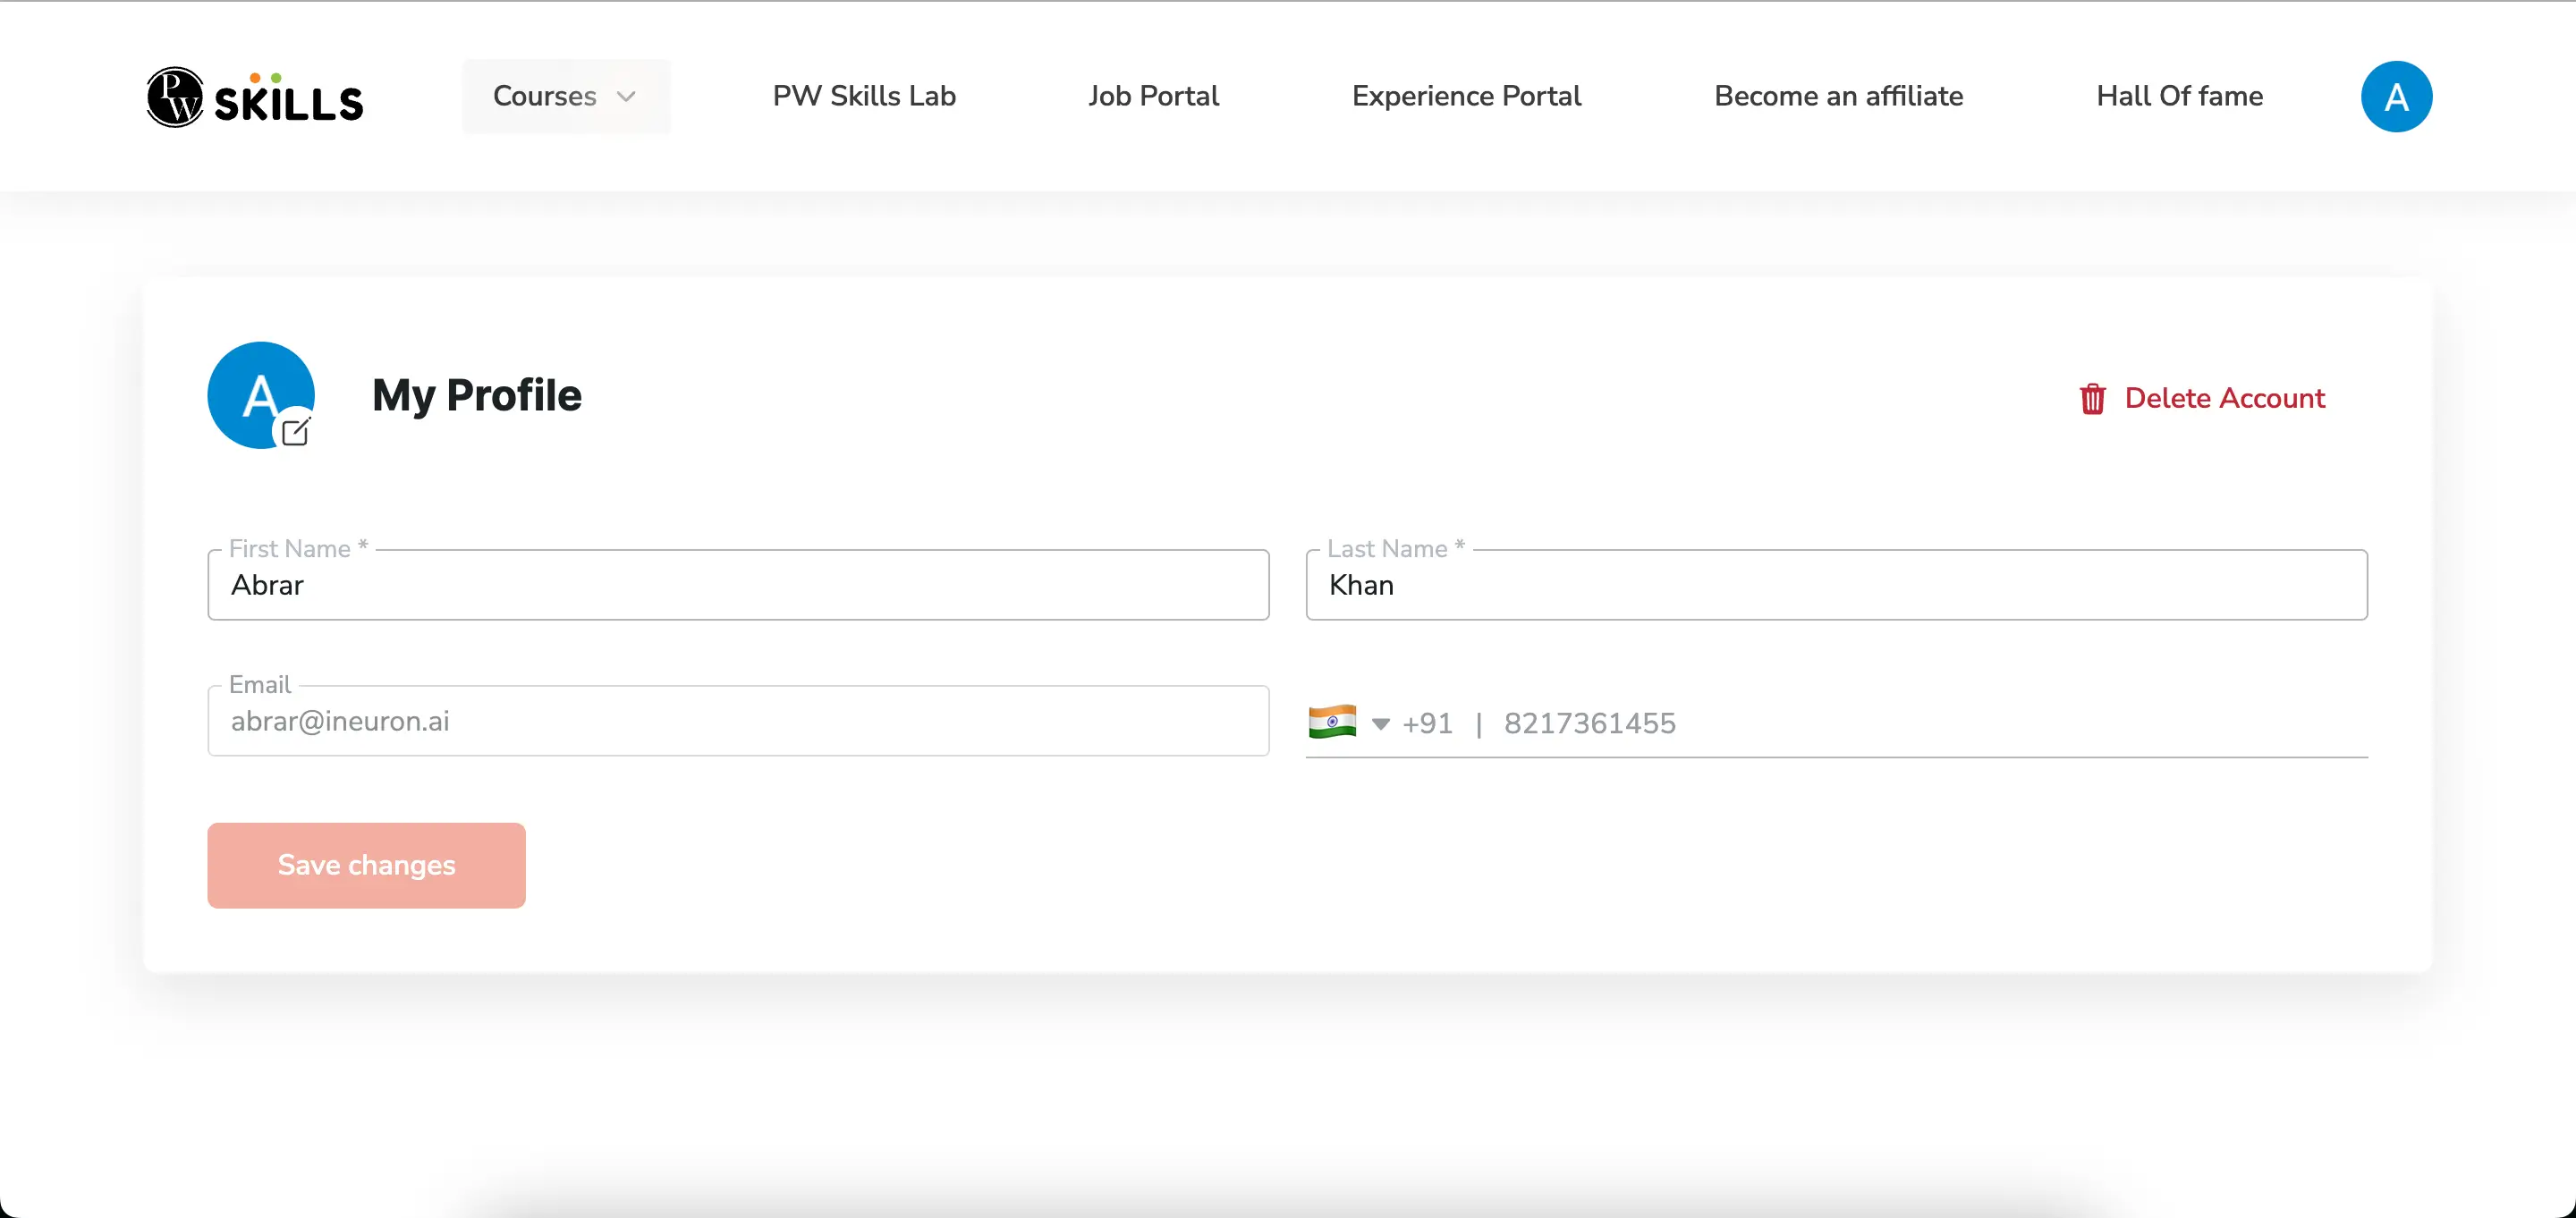 PW SKILLS Courses PW Skills Lab Job Portal Experience Portal Become an affiliate Hall Of fame A
A My Profile Delete Account
First Name * Last Name *
Abrar Khan
Email
abrar@ineuron.ai +91 | 8217361455
Save changes